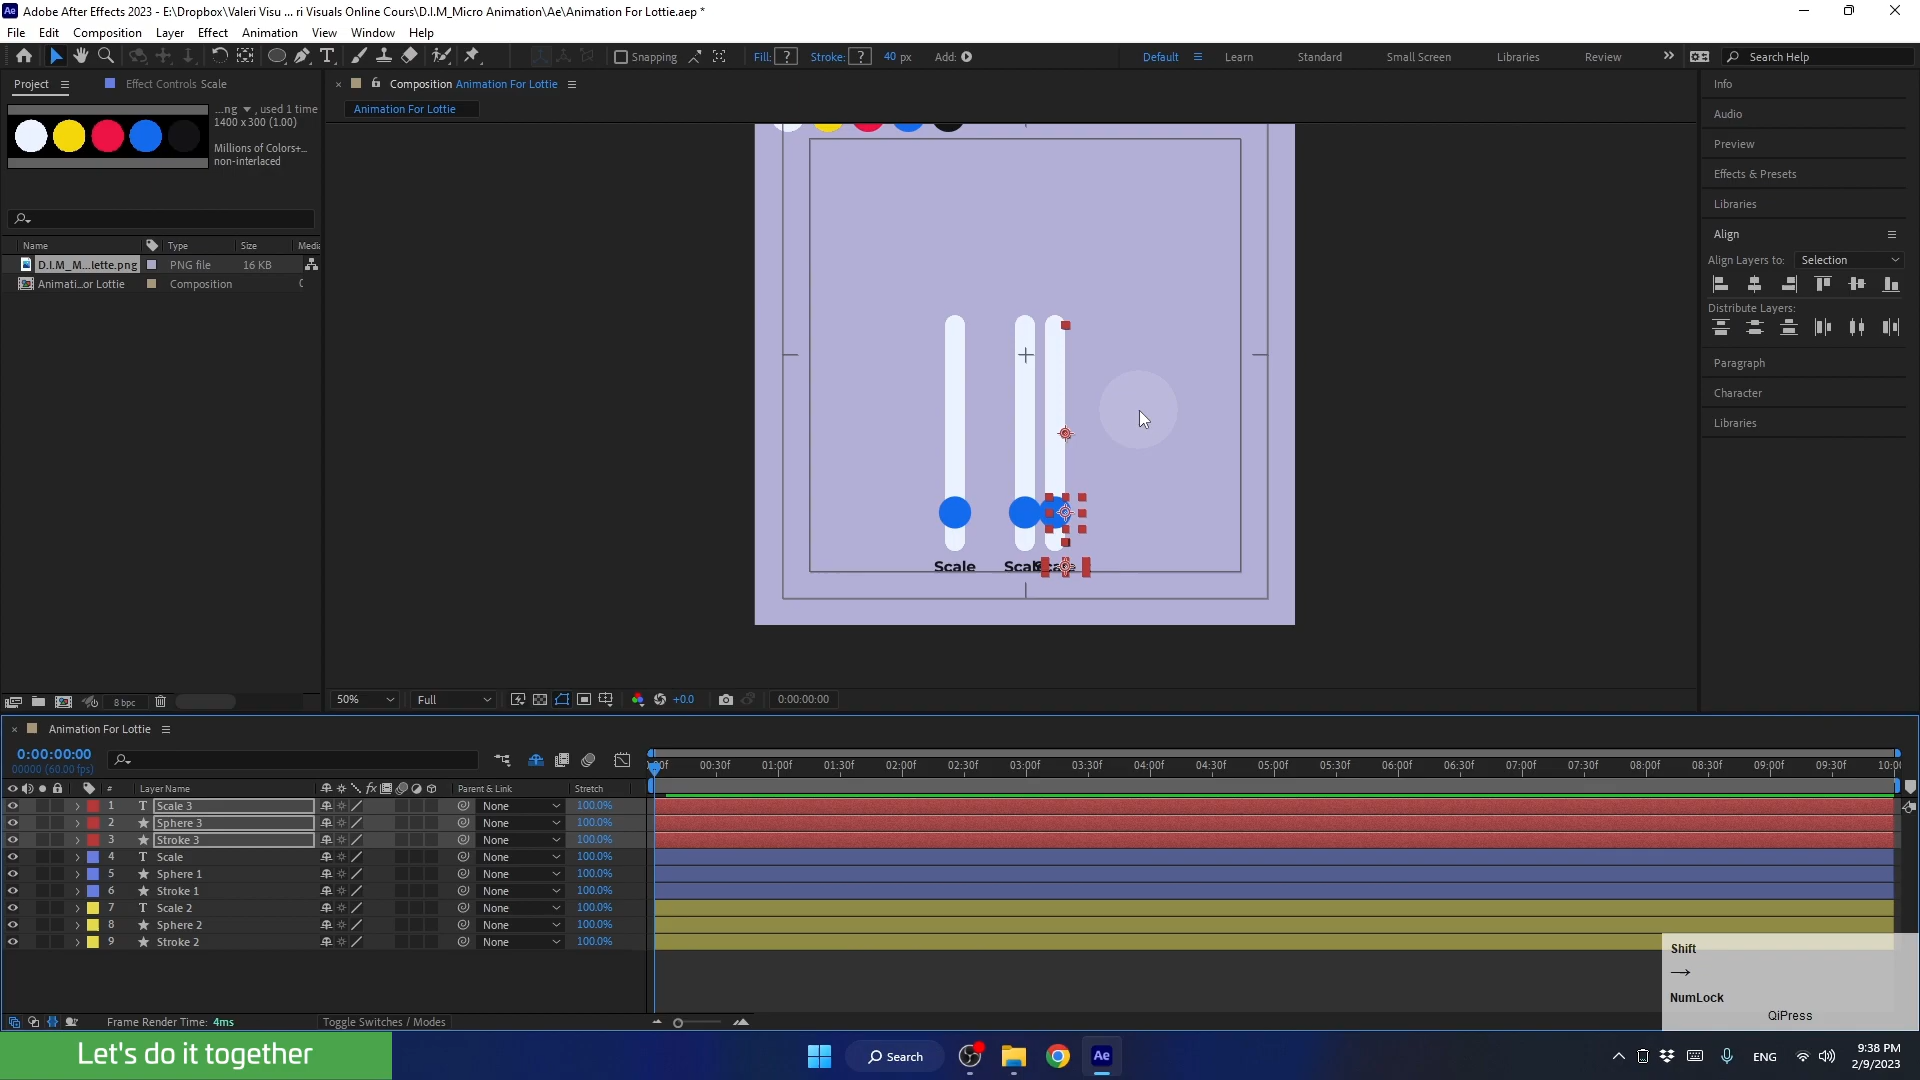 Adobe After Effects 2023 - E:\Dropbox\Valeri Visu ... ri Visuals Online Cours\D.I.M_Micro Animation\Ae\Animation For Lottie.aep *
File Edit Composition Layer Effect Animation View Window Help
Snapping Fill: ? Stroke: ? 40 px Add: Default Learn Standard Small Screen Libraries Review Search Help
Project Effect Controls Scale Composition Animation For Lottie Info
...ng , used 1 time Animation For Lottie
1400 x 300 (1.00) Audio
Millions of Colors+... Preview
non-interlaced
Effects & Presets
Libraries
Align
Name Type Size Media
D.I.M_M...lette.png PNG file 16 KB Align Layers to: Selection
Animati...or Lottie Composition
Distribute Layers:
Paragraph
Character
Libraries
Scale
8 bpc 50% Full +0.0 0:00:00:00
Animation For Lottie
0:00:00:00
00000 (60.00 fps) 00:30f 01:00f 01:30f 02:00f 02:30f 03:00f 03:30f 04:00f 04:30f 05:00f 05:30f 06:00f 06:30f 07:00f 07:30f 08:00f 08:30f 09:00f 09:30f
# Layer Name fx Parent & Link Stretch
1 T Scale 3 None 100.0%
2 Sphere 3 None 100.0%
3 Stroke 3 None 100.0%
4 T Scale None 100.0%
5 Sphere 1 None 100.0%
6 Stroke 1 None 100.0%
7 T Scale 2 None 100.0%
8 Sphere 2 None 100.0%
9 Stroke 2 None 100.0%
Shift
→
NumLock
QiPress
Frame Render Time: 4ms Toggle Switches / Modes
Let's do it together
Search Ae ENG 9:38 PM
2/9/2023